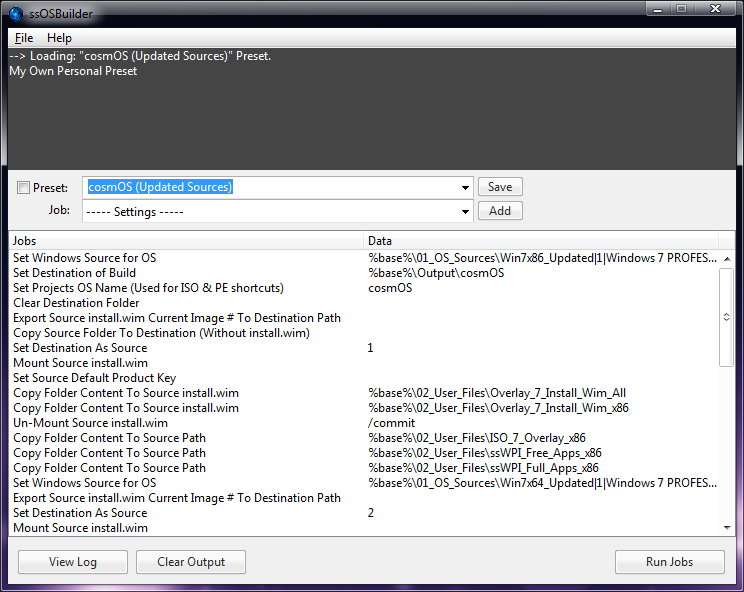 ssOSBuilder
File Help
--> Loading: "cosmOS (Updated Sources)" Preset.
My Own Personal Preset
Preset: cosmOS (Updated Sources) Save
Job: ----- Settings ----- Add
Jobs Data
Set Windows Source for OS %base%\01_OS_Sources\Win7x86_Updated|1|Windows 7 PROFES...
Set Destination of Build %base%\Output\cosmOS
Set Projects OS Name (Used for ISO & PE shortcuts) cosmOS
Clear Destination Folder
Export Source install.wim Current Image # To Destination Path
Copy Source Folder To Destination (Without install.wim)
Set Destination As Source 1
Mount Source install.wim
Set Source Default Product Key
Copy Folder Content To Source install.wim %base%\02_User_Files\Overlay_7_Install_Wim_All
Copy Folder Content To Source install.wim %base%\02_User_Files\Overlay_7_Install_Wim_x86
Un-Mount Source install.wim /commit
Copy Folder Content To Source Path %base%\02_User_Files\ISO_7_Overlay_x86
Copy Folder Content To Source Path %base%\02_User_Files\ssWPI_Free_Apps_x86
Copy Folder Content To Source Path %base%\02_User_Files\ssWPI_Full_Apps_x86
Set Windows Source for OS %base%\01_OS_Sources\Win7x64_Updated|1|Windows 7 PROFES...
Export Source install.wim Current Image # To Destination Path
Set Destination As Source 2
Mount Source install.wim
View Log Clear Output Run Jobs